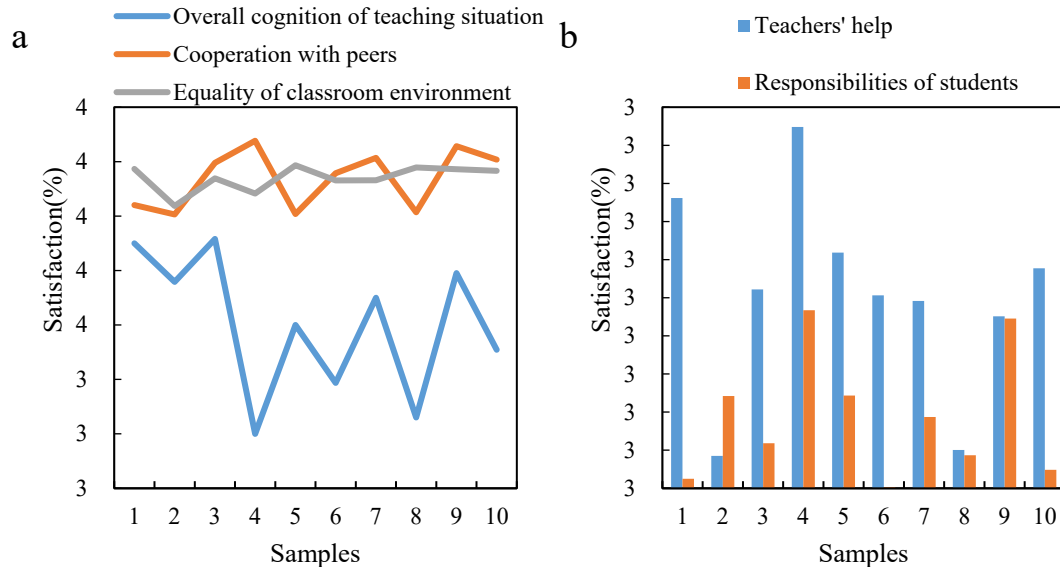 a
Overall cognition of teaching situation
Cooperation with peers
Equality of classroom environment
Satisfaction(%)
4
4
4
4
4
3
3
3
1 2 3 4 5 6 7 8 9 10
Samples
b
Teachers' help
Responsibilities of students
Satisfaction(%)
3
3
3
3
3
3
3
3
3
3
3
1 2 3 4 5 6 7 8 9 10
Samples